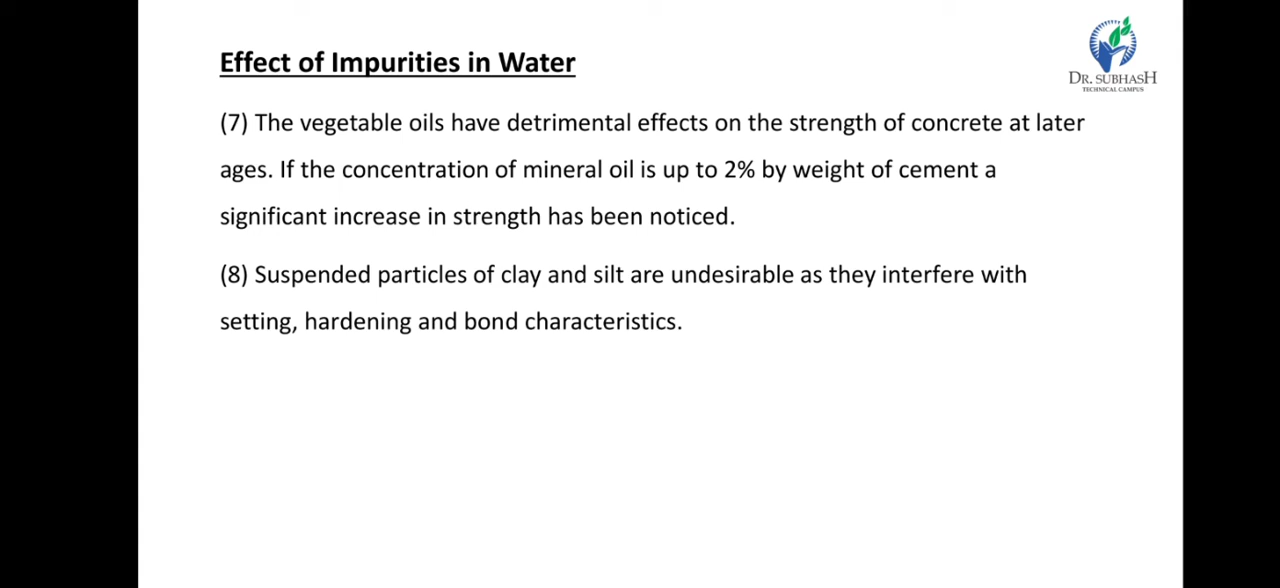 Effect of Impurities in Water
DR. SUBHASH
TECHNICAL CAMPUS
(7) The vegetable oils have detrimental effects on the strength of concrete at later
ages. If the concentration of mineral oil is up to 2% by weight of cement a
significant increase in strength has been noticed.
(8) Suspended particles of clay and silt are undesirable as they interfere with
setting, hardening and bond characteristics.